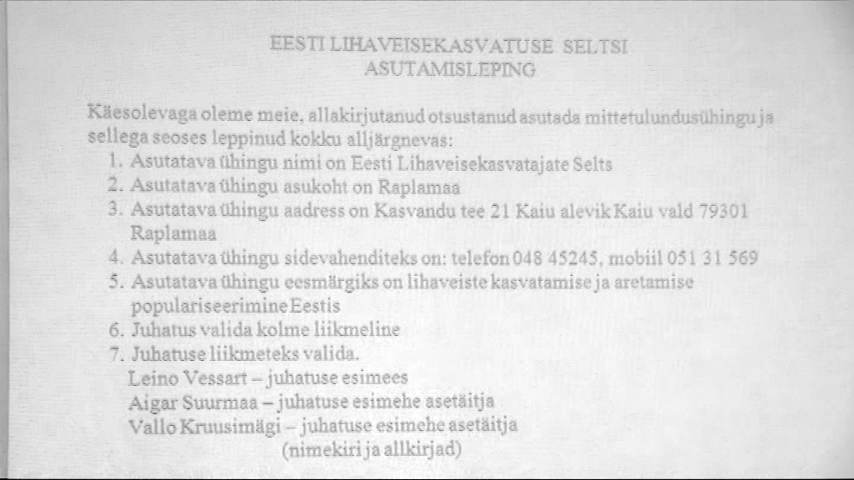 EESTI LIHAVEISEKASVATUSE SELTSI
ASUTAMISLEPING
Käesolevaga oleme meie, allakirjutanud otsustanud asutada mittetulundusühingu ja
sellega seoses leppinud kokku alljärgnevas:
1. Asutatava ühingu nimi on Eesti Lihaveisekasvatajate Selts
2. Asutatava ühingu asukoht on Raplamaa
3. Asutatava ühingu aadress on Kasvandu tee 21 Kaiu alevik Kaiu vald 79301
Raplamaa
4. Asutatava ühingu sidevahenditeks on: telefon 048 45245, mobiil 051 31 569
5. Asutatava ühingu eesmärgiks on lihaveiste kasvatamise ja aretamise
populariseerimine Eestis
6. Juhatus valida kolme liikmeline
7. Juhatuse liikmeteks valida.
Leino Vessart – juhatuse esimees
Aigar Suurmaa – juhatuse esimehe asetäitja
Vallo Kruusimägi – juhatuse esimehe asetäitja
(nimekiri ja allkirjad)